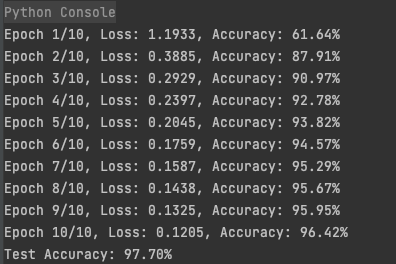 Python Console
Epoch 1/10, Loss: 1.1933, Accuracy: 61.64%
Epoch 2/10, Loss: 0.3885, Accuracy: 87.91%
Epoch 3/10, Loss: 0.2929, Accuracy: 90.97%
Epoch 4/10, Loss: 0.2397, Accuracy: 92.78%
Epoch 5/10, Loss: 0.2045, Accuracy: 93.82%
Epoch 6/10, Loss: 0.1759, Accuracy: 94.57%
Epoch 7/10, Loss: 0.1587, Accuracy: 95.29%
Epoch 8/10, Loss: 0.1438, Accuracy: 95.67%
Epoch 9/10, Loss: 0.1325, Accuracy: 95.95%
Epoch 10/10, Loss: 0.1205, Accuracy: 96.42%
Test Accuracy: 97.70%